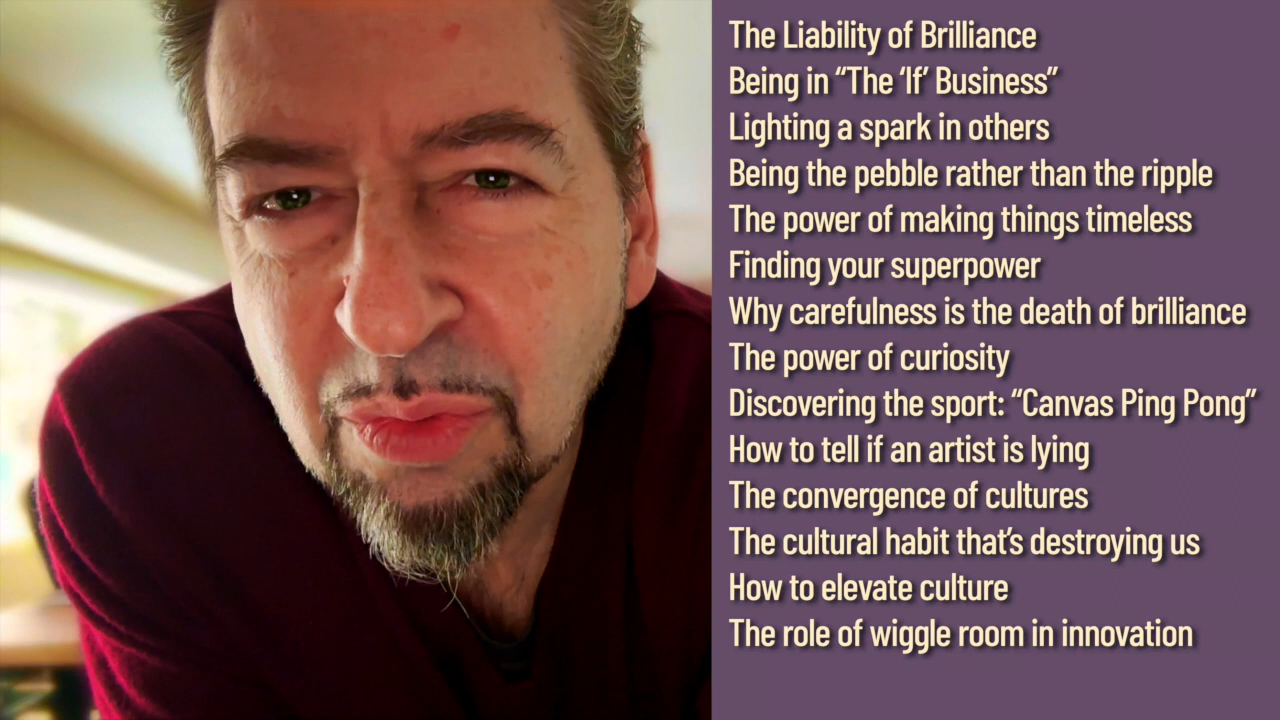 The Liability of Brilliance
Being in “The ‘If’ Business”
Lighting a spark in others
Being the pebble rather than the ripple
The power of making things timeless
Finding your superpower
Why carefulness is the death of brilliance
The power of curiosity
Discovering the sport: “Canvas Ping Pong”
How to tell if an artist is lying
The convergence of cultures
The cultural habit that’s destroying us
How to elevate culture
The role of wiggle room in innovation